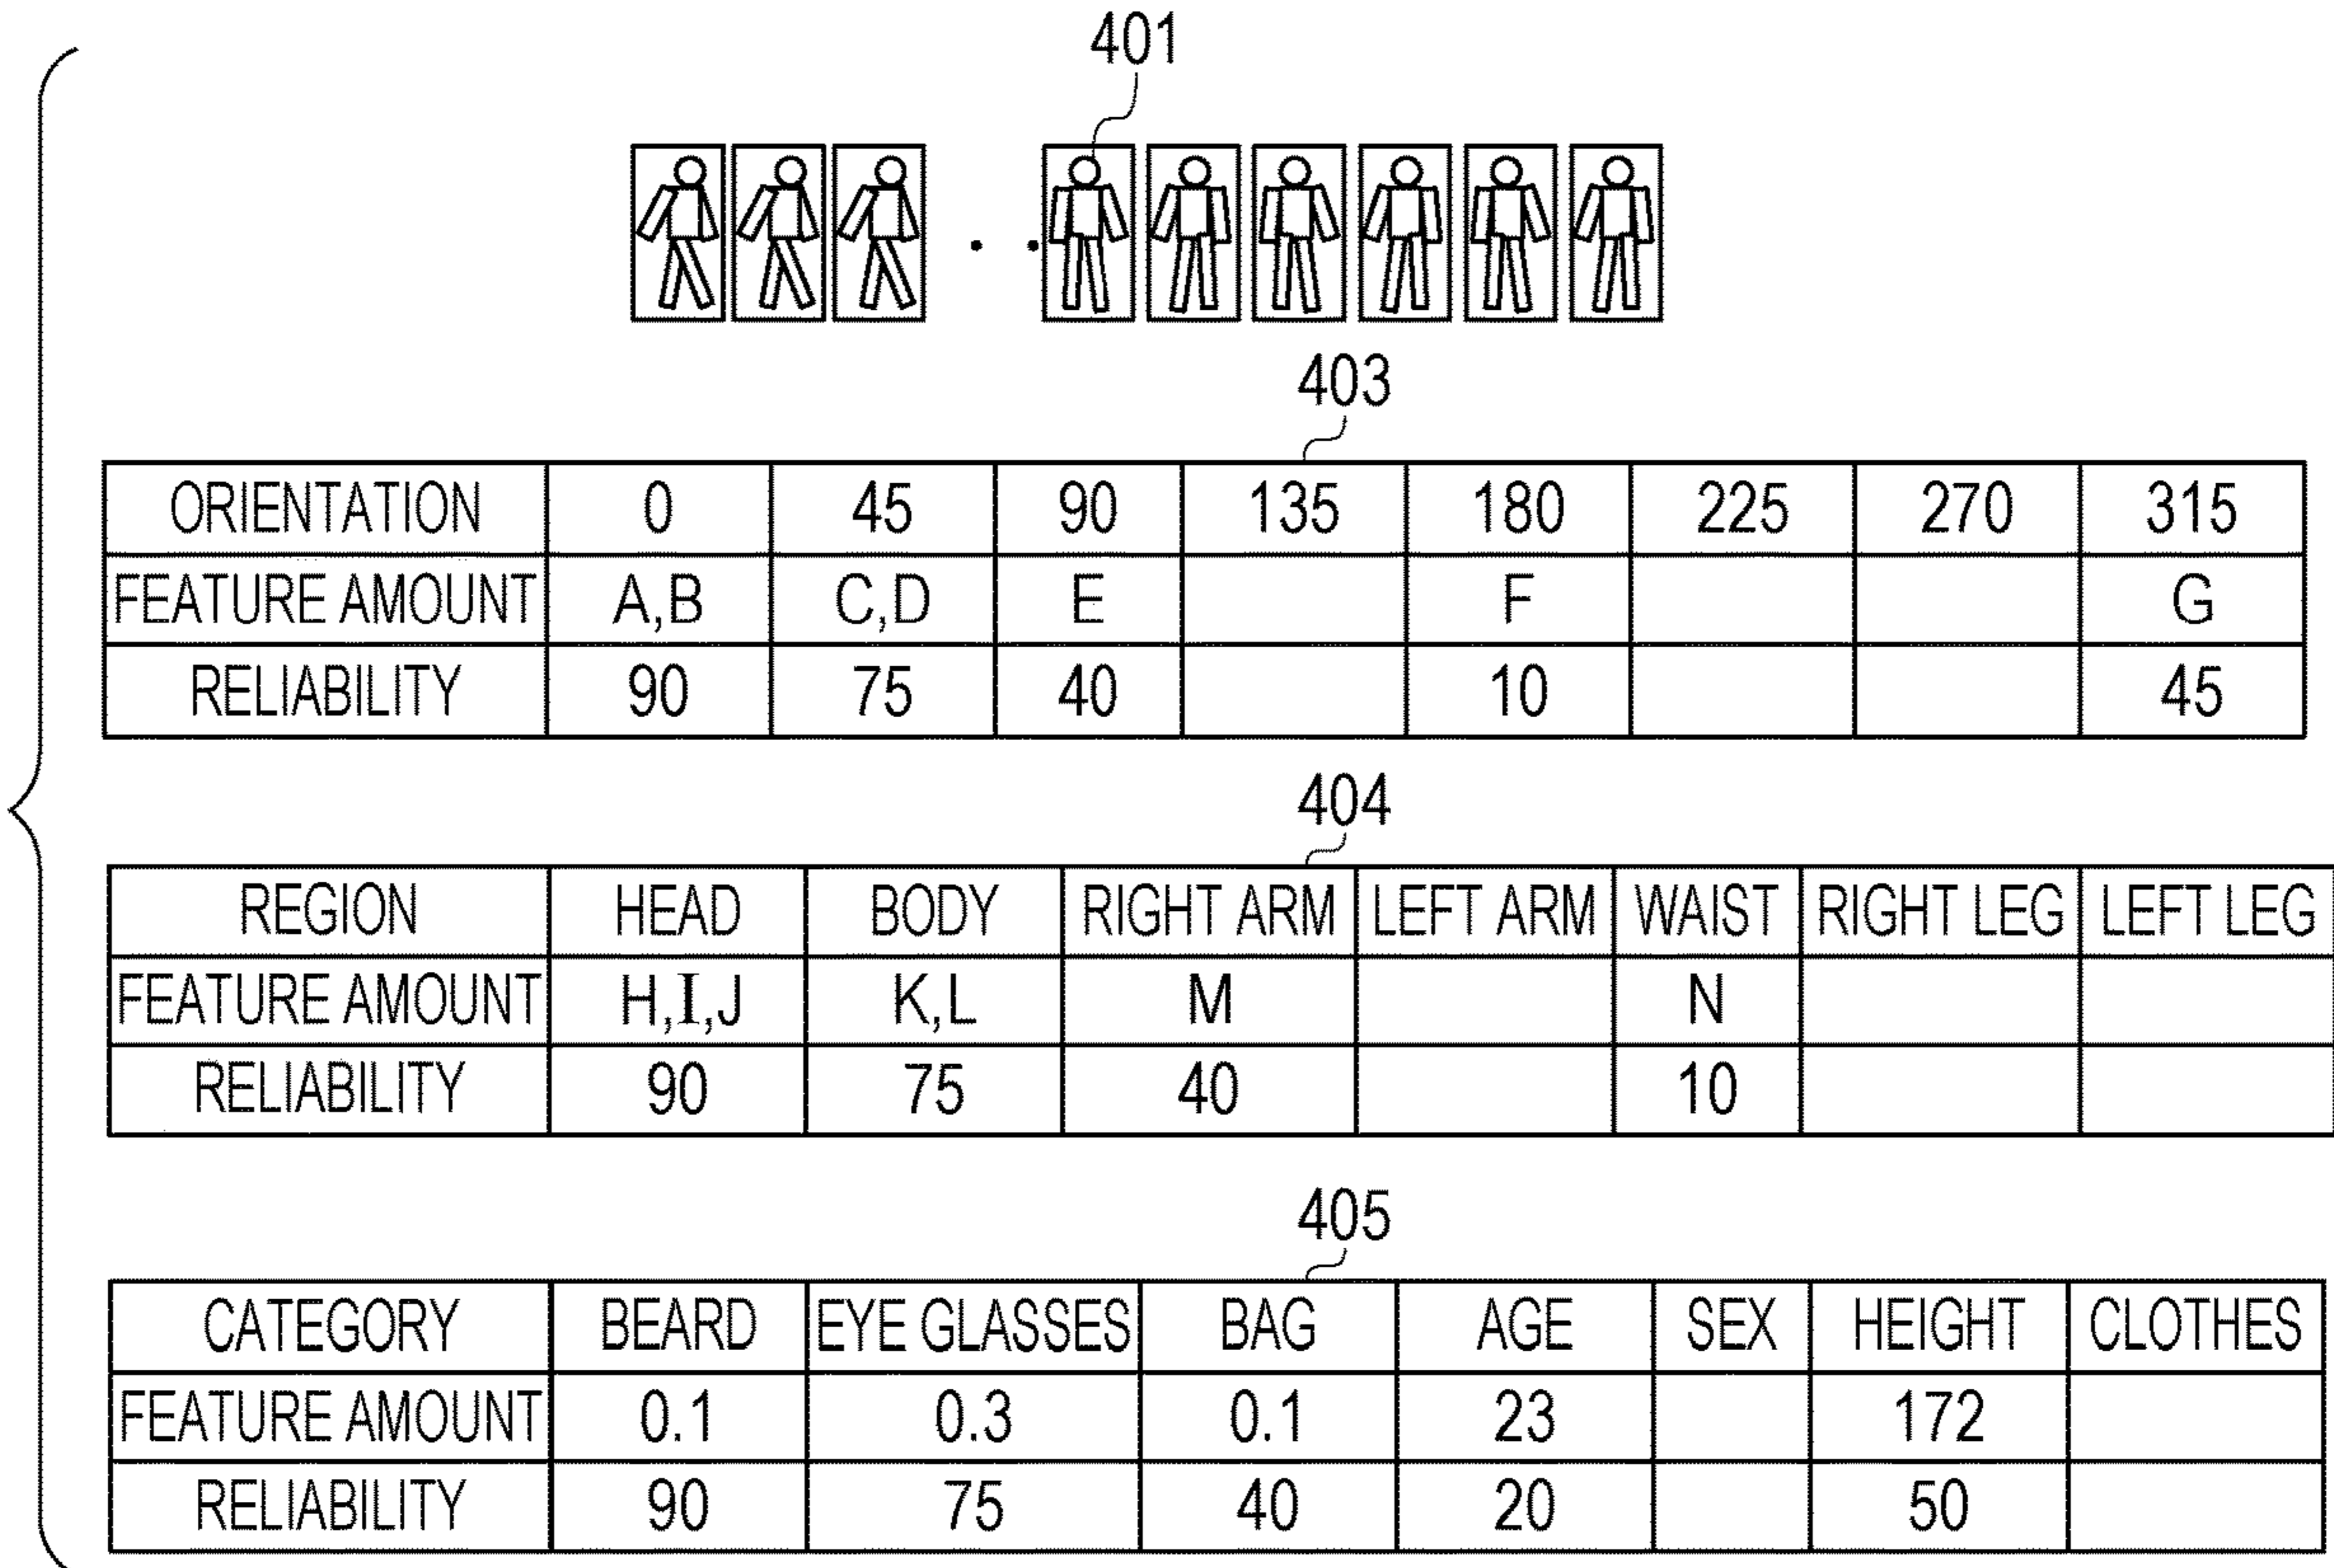 401
403
ORIENTATION 0 45 90 135 180 225 270 315
FEATURE AMOUNT A,B C,D E F G
RELIABILITY 90 75 40 10 45
404
REGION HEAD BODY RIGHT ARM LEFT ARM WAIST RIGHT LEG LEFT LEG
FEATURE AMOUNT H,I,J K,L M N
RELIABILITY 90 75 40 10
405
CATEGORY BEARD EYE GLASSES BAG AGE SEX HEIGHT CLOTHES
FEATURE AMOUNT 0.1 0.3 0.1 23 172
RELIABILITY 90 75 40 20 50